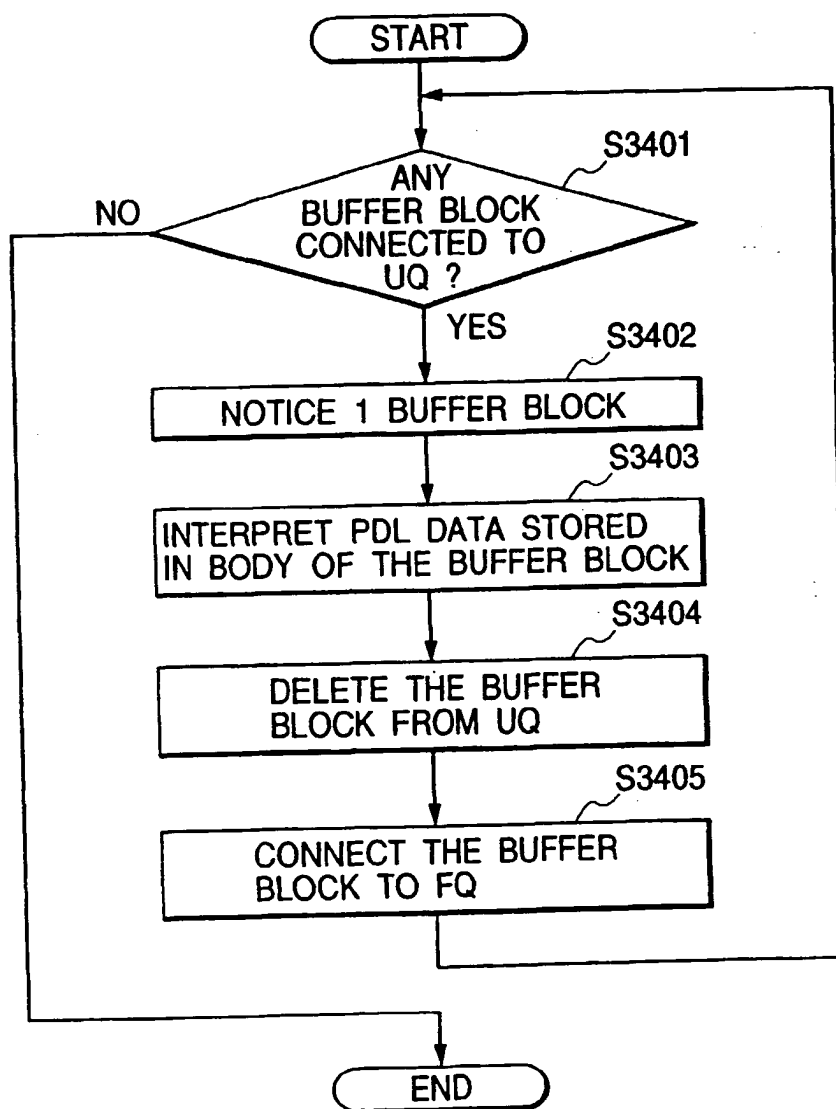 START
S3401
ANY
BUFFER BLOCK
CONNECTED TO
UQ ?
NO
YES
S3402
NOTICE 1 BUFFER BLOCK
S3403
INTERPRET PDL DATA STORED
IN BODY OF THE BUFFER BLOCK
S3404
DELETE THE BUFFER
BLOCK FROM UQ
S3405
CONNECT THE BUFFER
BLOCK TO FQ
END